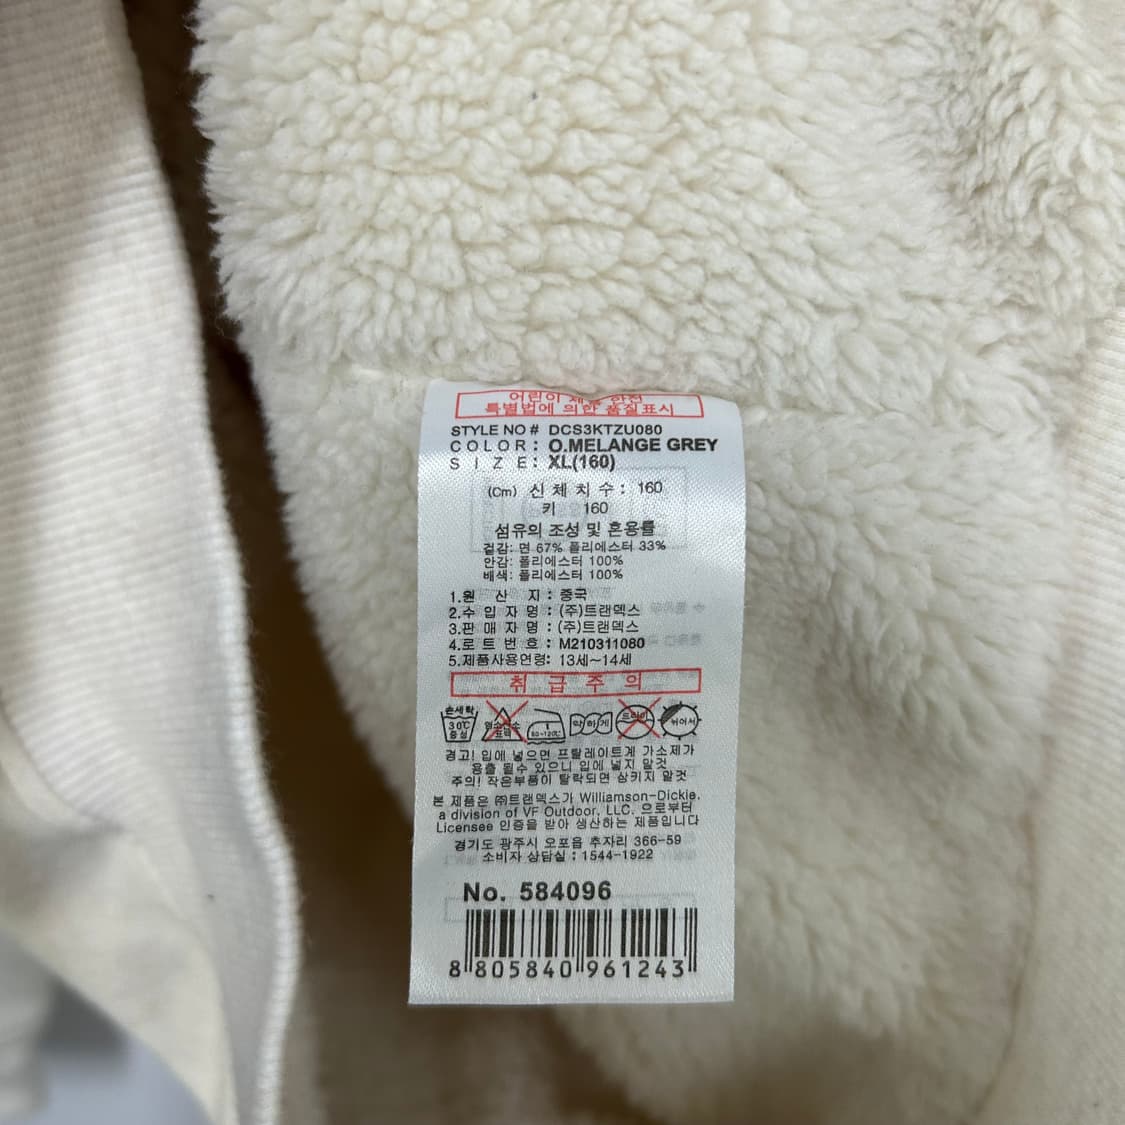 어린이 제품 안전
특별법에 의한 품질표시
STYLE NO # DCS3KTZU080
COLOR: O.MELANGE GREY
SIZE: XL(160)
(Cm) 신체치수: 160
키 160
섬유의 조성 및 혼용률
겉감: 면 67% 폴리에스터 33%
안감: 폴리에스터 100%
배색: 폴리에스터 100%
1.원 산 지 : 중국
2.수 입 자 명 : (주)트랜덱스
3.판 매 자 명 : (주)트랜덱스
4.로 트 번 호 : M210311080
5.제품사용연령: 13세~14세
취 급 주 의
손세탁 30℃ 중성 염소산소표백 80~120℃ 약하게 드라이 뉘어서
경고! 입에 넣으면 프탈레이트계 가소제가
용출 될수 있으니 입에 넣지 말것
주의! 작은부품이 탈락되면 삼키지 말것
본 제품은 ㈜트랜덱스가 Williamson-Dickie,
a division of VF Outdoor, LLC. 으로부터
Licensee 인증을 받아 생산하는 제품입니다
경기도 광주시 오포읍 추자리 366-59
소비자 상담실 : 1544-1922
No. 584096
8 805840 961243